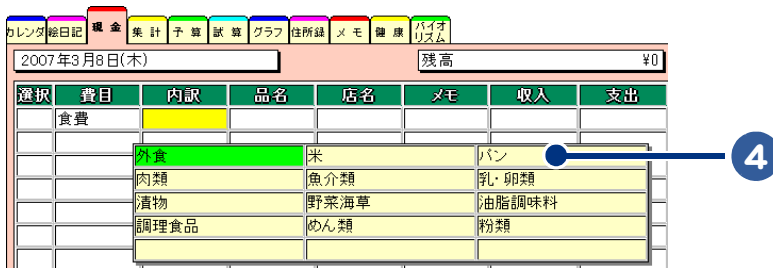 カレンダ 絵日記 現金 集計 予算 試算 グラフ 住所録 メモ 健康 バイオリズム
2007年3月8日(木) 残高 ¥0
選択 費目 内訳 品名 店名 メモ 収入 支出
食費
外食 米 パン
4
肉類 魚介類 乳・卵類
漬物 野菜海草 油脂調味料
調理食品 めん類 粉類